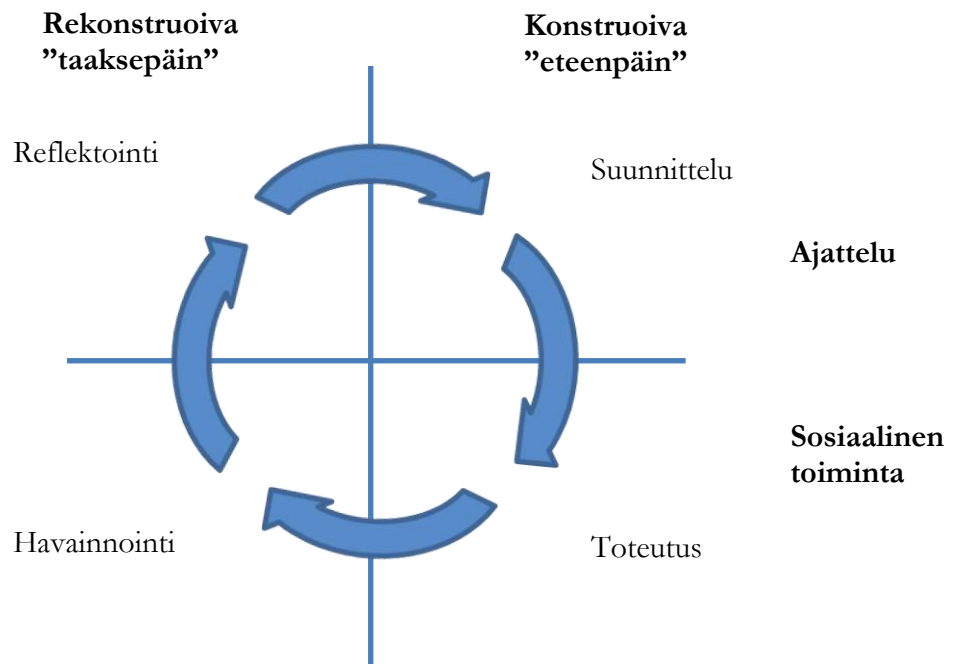 Rekonstruoiva
”taaksepäin”
Konstruoiva
”eteenpäin”
Reflektointi
Suunnittelu
Ajattelu
Sosiaalinen
toiminta
Havainnointi
Toteutus